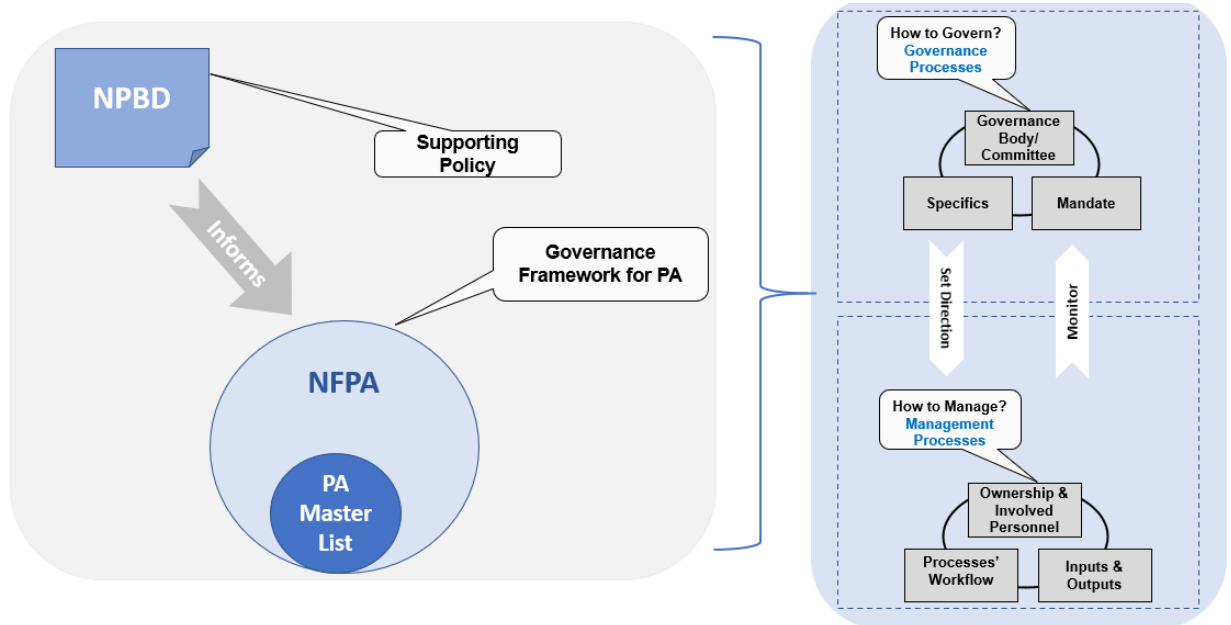 NPBD
Supporting
Policy
Informs
Governance
Framework for PA
NFPA
PA
Master
List
How to Govern?
Governance
Processes
Governance
Body/
Committee
Specifics
Mandate
Set Direction
Monitor
How to Manage?
Management
Processes
Ownership &
Involved
Personnel
Processes'
Workflow
Inputs &
Outputs